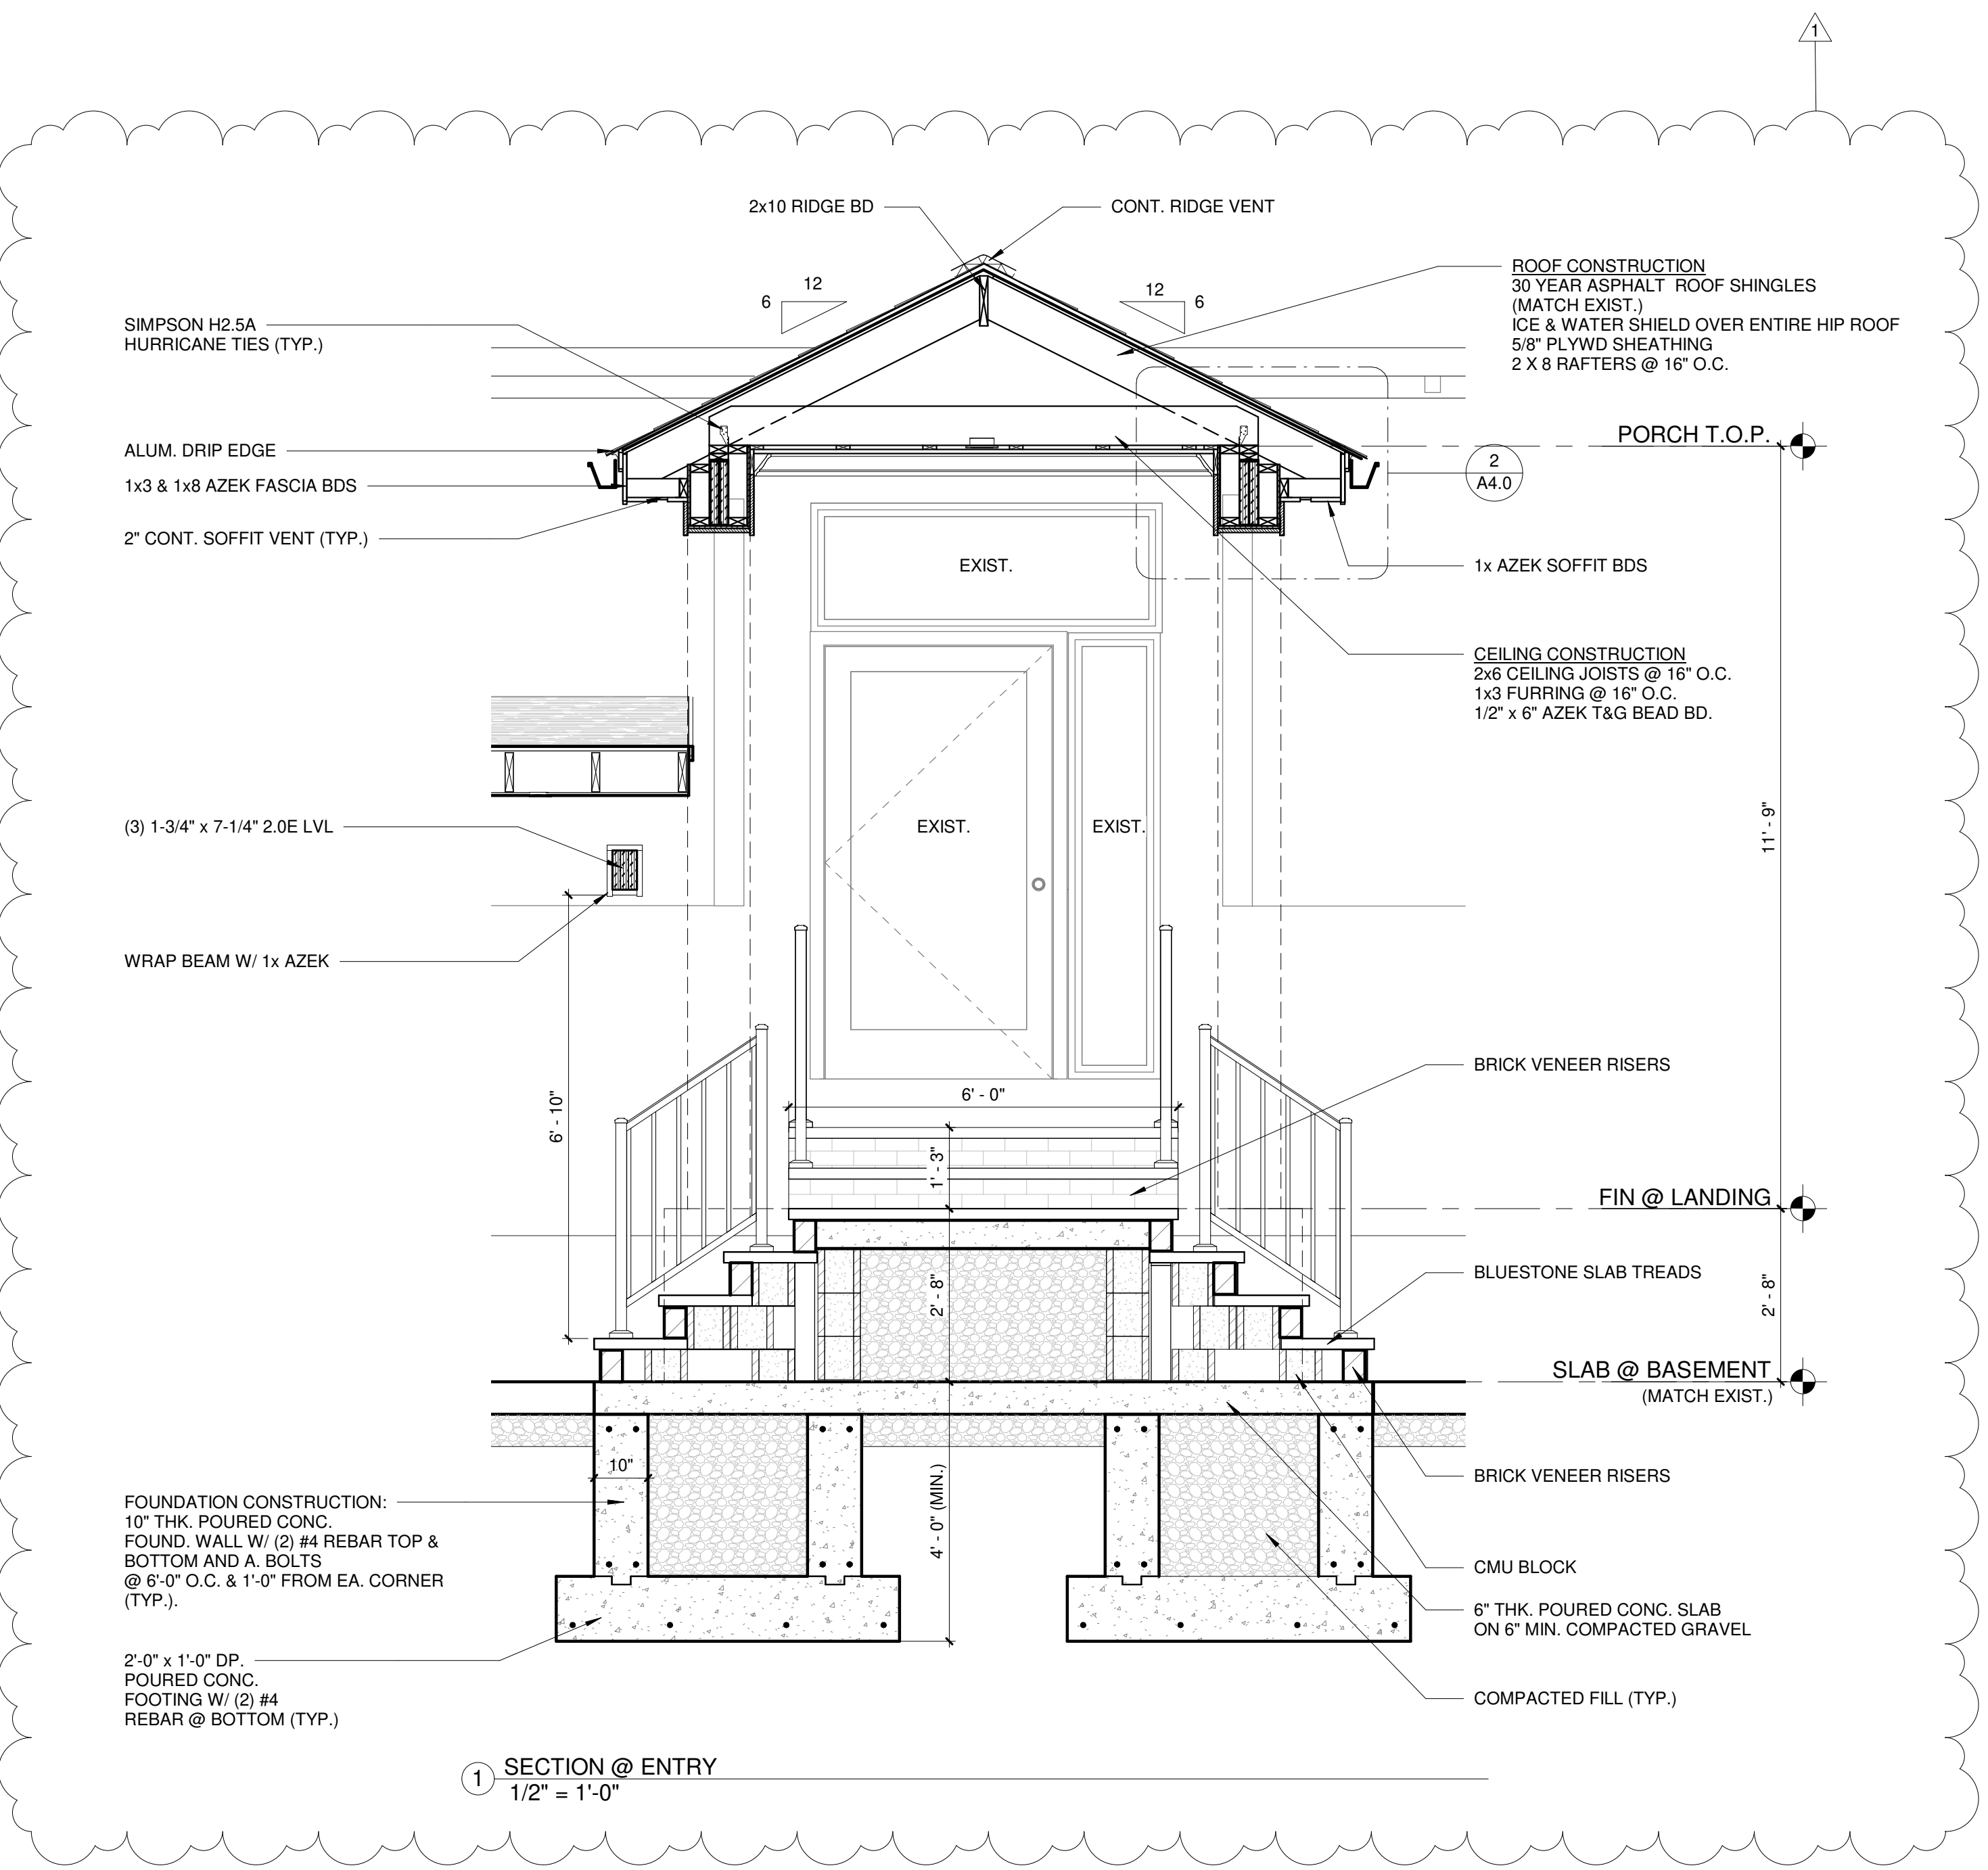 1
2x10 RIDGE BD
CONT. RIDGE VENT
12
6
12
6
ROOF CONSTRUCTION
30 YEAR ASPHALT ROOF SHINGLES
(MATCH EXIST.)
ICE & WATER SHIELD OVER ENTIRE HIP ROOF
5/8" PLYWD SHEATHING
2 X 8 RAFTERS @ 16" O.C.
SIMPSON H2.5A
HURRICANE TIES (TYP.)
PORCH T.O.P.
ALUM. DRIP EDGE
2
A4.0
1x3 & 1x8 AZEK FASCIA BDS
2" CONT. SOFFIT VENT (TYP.)
EXIST.
1x AZEK SOFFIT BDS
CEILING CONSTRUCTION
2x6 CEILING JOISTS @ 16" O.C.
1x3 FURRING @ 16" O.C.
1/2" x 6" AZEK T&G BEAD BD.
(3) 1-3/4" x 7-1/4" 2.0E LVL
EXIST.
EXIST.
11' - 9"
WRAP BEAM W/ 1x AZEK
BRICK VENEER RISERS
6' - 10"
6' - 0"
1' - 3"
FIN @ LANDING
BLUESTONE SLAB TREADS
2' - 8"
2' - 8"
SLAB @ BASEMENT
(MATCH EXIST.)
10"
BRICK VENEER RISERS
FOUNDATION CONSTRUCTION:
10" THK. POURED CONC.
FOUND. WALL W/ (2) #4 REBAR TOP &
BOTTOM AND A. BOLTS
@ 6'-0" O.C. & 1'-0" FROM EA. CORNER
(TYP.).
4' - 0" (MIN.)
CMU BLOCK
6" THK. POURED CONC. SLAB
ON 6" MIN. COMPACTED GRAVEL
2'-0" x 1'-0" DP.
POURED CONC.
FOOTING W/ (2) #4
REBAR @ BOTTOM (TYP.)
COMPACTED FILL (TYP.)
1
SECTION @ ENTRY
1/2" = 1'-0"